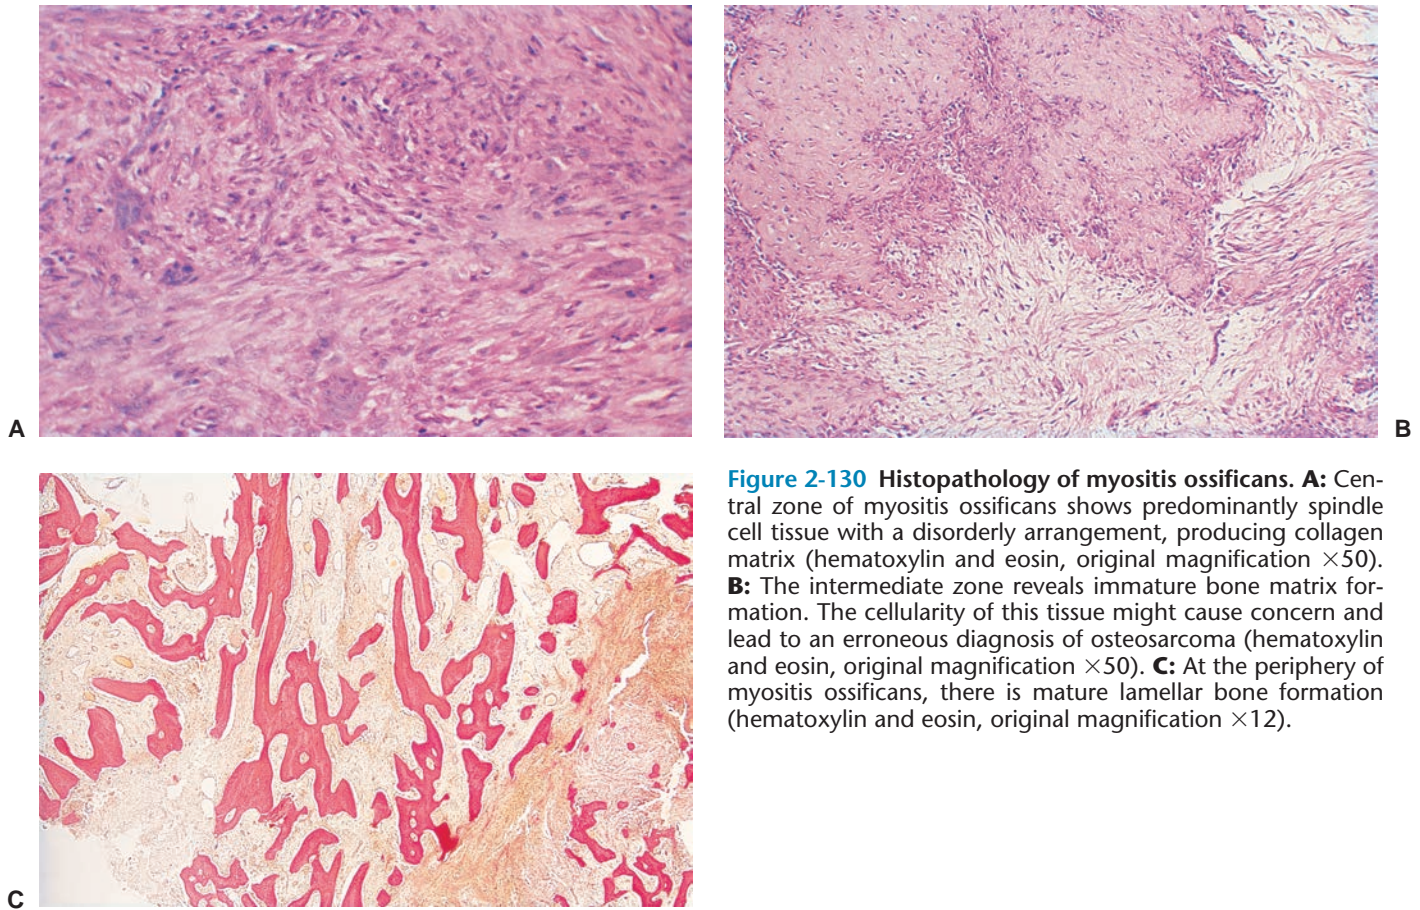 A
B
Figure 2-130 Histopathology of myositis ossificans. A: Cen-
tral zone of myositis ossificans shows predominantly spindle
cell tissue with a disorderly arrangement, producing collagen
matrix (hematoxylin and eosin, original magnification ×50).
B: The intermediate zone reveals immature bone matrix for-
mation. The cellularity of this tissue might cause concern and
lead to an erroneous diagnosis of osteosarcoma (hematoxylin
and eosin, original magnification ×50). C: At the periphery of
myositis ossificans, there is mature lamellar bone formation
(hematoxylin and eosin, original magnification ×12).
C